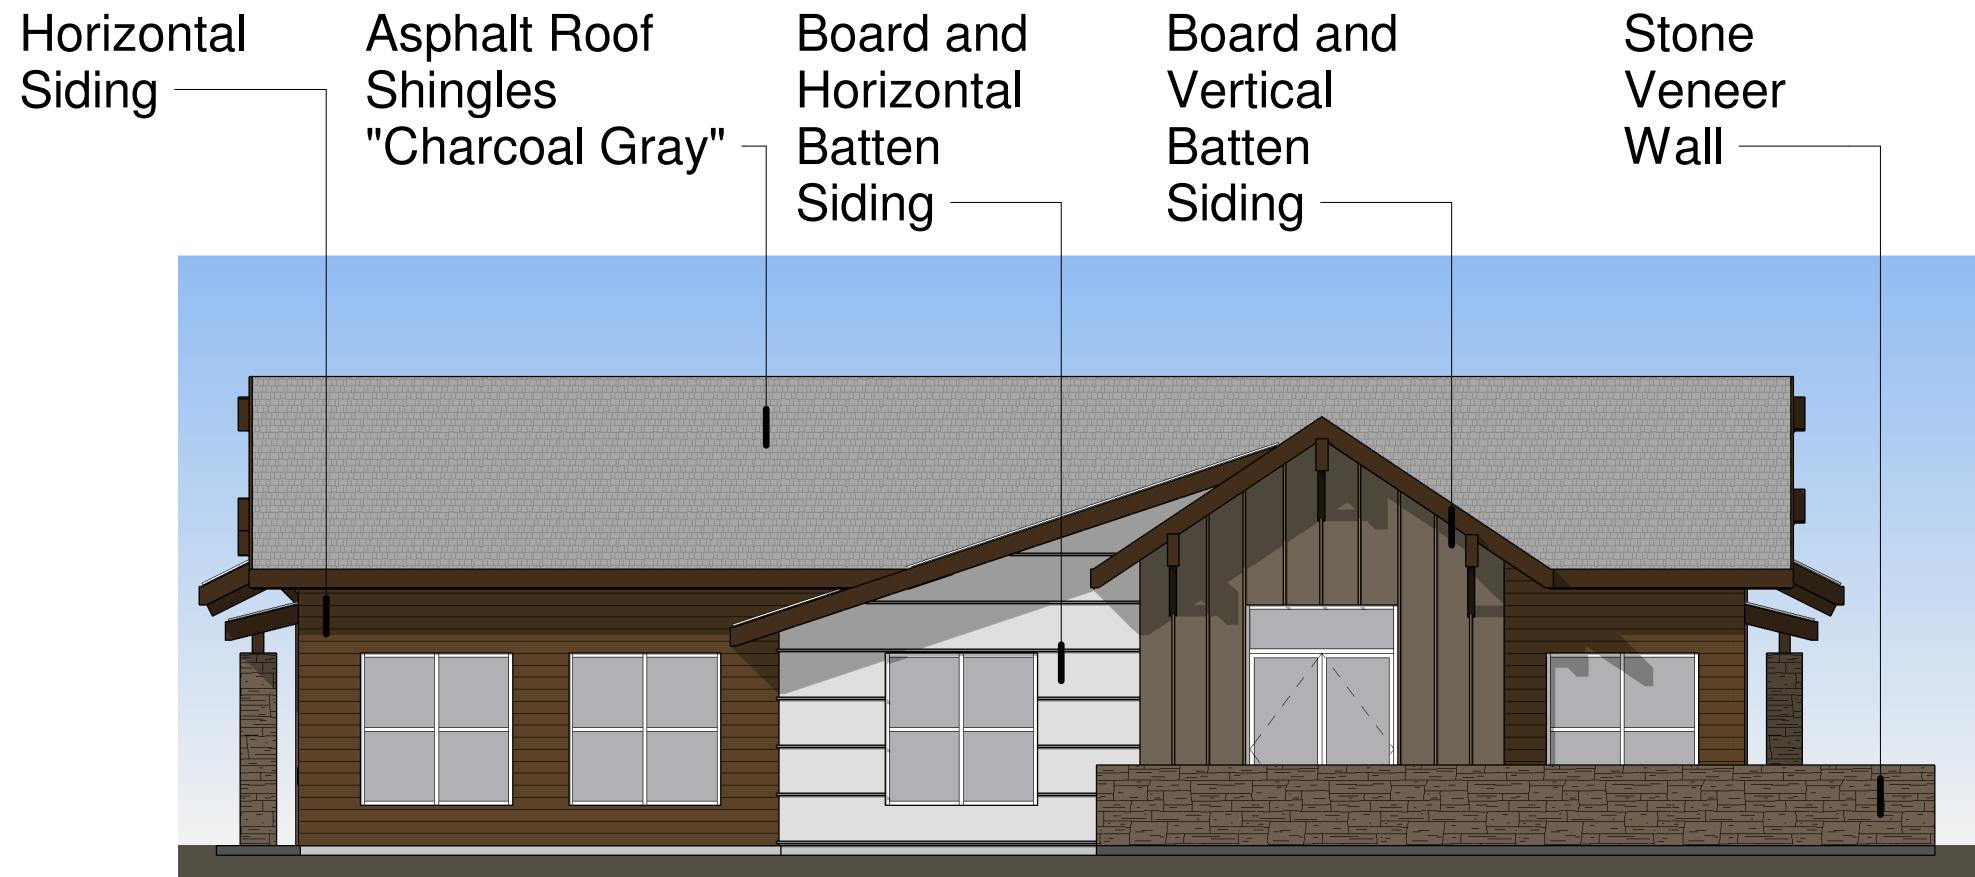 Horizontal
Siding
Asphalt Roof
Shingles
"Charcoal Gray"
Board and
Horizontal
Batten
Siding
Board and
Vertical
Batten
Siding
Stone
Veneer
Wall